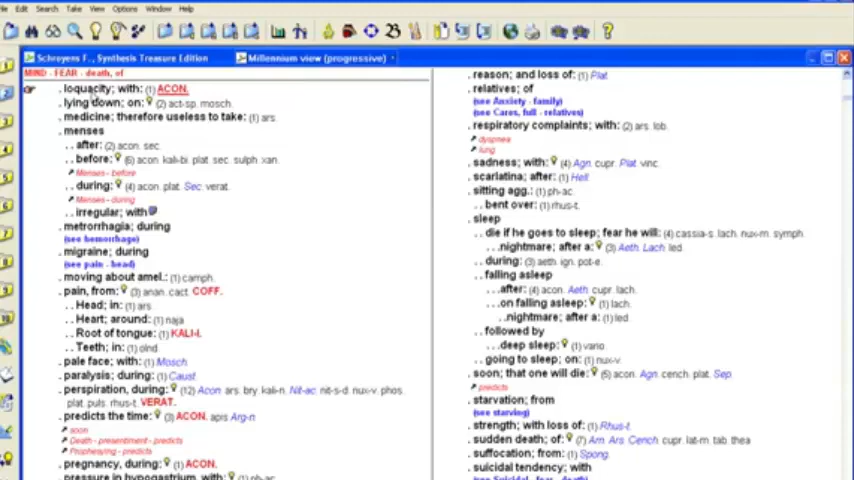 File Edit Search Take View Window Help
Schroyens F., Synthesis Treasure Edition
Millennium view (progressive)
MIND - FEAR - death, of
. loquacity; with: (1) ACON.
. lying down; on: (2) act-sp. mosch.
. medicine; therefore useless to take: (1) ars.
. menses
. . after: (2) acon. sec.
. . before: (6) acon. kali-bi. plat. sec. sulph. xan.
Menses - before
. . during: (4) acon. plat. Sec. verat.
Menses - during
. . irregular; with
. metrorrhagia; during
(see hemorrhage)
. migraine; during
(see pain - head)
. moving about amel.: (1) camph.
. pain, from: (3) anan. cact. COFF.
. . Head; in: (1) ars.
. . Heart; around: (1) naja
. . Root of tongue: (1) KALI-I.
. . Teeth; in: (1) olnd.
. pale face; with: (1) Mosch.
. paralysis; during: (1) Caust.
. perspiration, during: (12) Acon. ars. bry. kali-n. Nit-ac. nit-s-d. nux-v. phos.
plat. puls. rhus-t. VERAT.
. predicts the time: (3) ACON. apis Arg-n.
soon
Death - presentiment - predicts
Prophesying - predicts
. pregnancy, during: (1) ACON.
. pressure in hypogastrium, with: (1) ph-ac.
. reason; and loss of: (1) Plat.
. relatives; of
(see Anxiety - family)
(see Cares, full - relatives)
. respiratory complaints; with: (2) ars. lob.
dyspnea
lung
. sadness; with: (4) Agn. cupr. Plat. vinc.
. scarlatina; after: (1) Hell.
. sitting agg.: (1) ph-ac.
. . bent over: (1) rhus-t.
. sleep
. . die if he goes to sleep; fear he will: (4) cassia-s. lach. nux-m. symph.
. . . nightmare; after a: (3) Aeth. Lach. led.
. . during: (3) aeth. ign. pot-e.
. . falling asleep
. . . after: (4) acon. Aeth. cupr. lach.
. . . on falling asleep: (1) lach.
. . . . nightmare; after a: (1) led.
. . followed by
. . . deep sleep: (1) vario.
. . going to sleep; on: (1) nux-v.
. soon; that one will die: (5) acon. Agn. cench. plat. Sep.
predicts
. starvation; from
(see starving)
. strength; with loss of: (1) Rhus-t.
. sudden death; of: (7) Arn. Ars. Cench. cupr. lat-m. tab. thea
. suffocation; from: (1) Spong.
. suicidal tendency; with
(see Suicidal - fear - death)